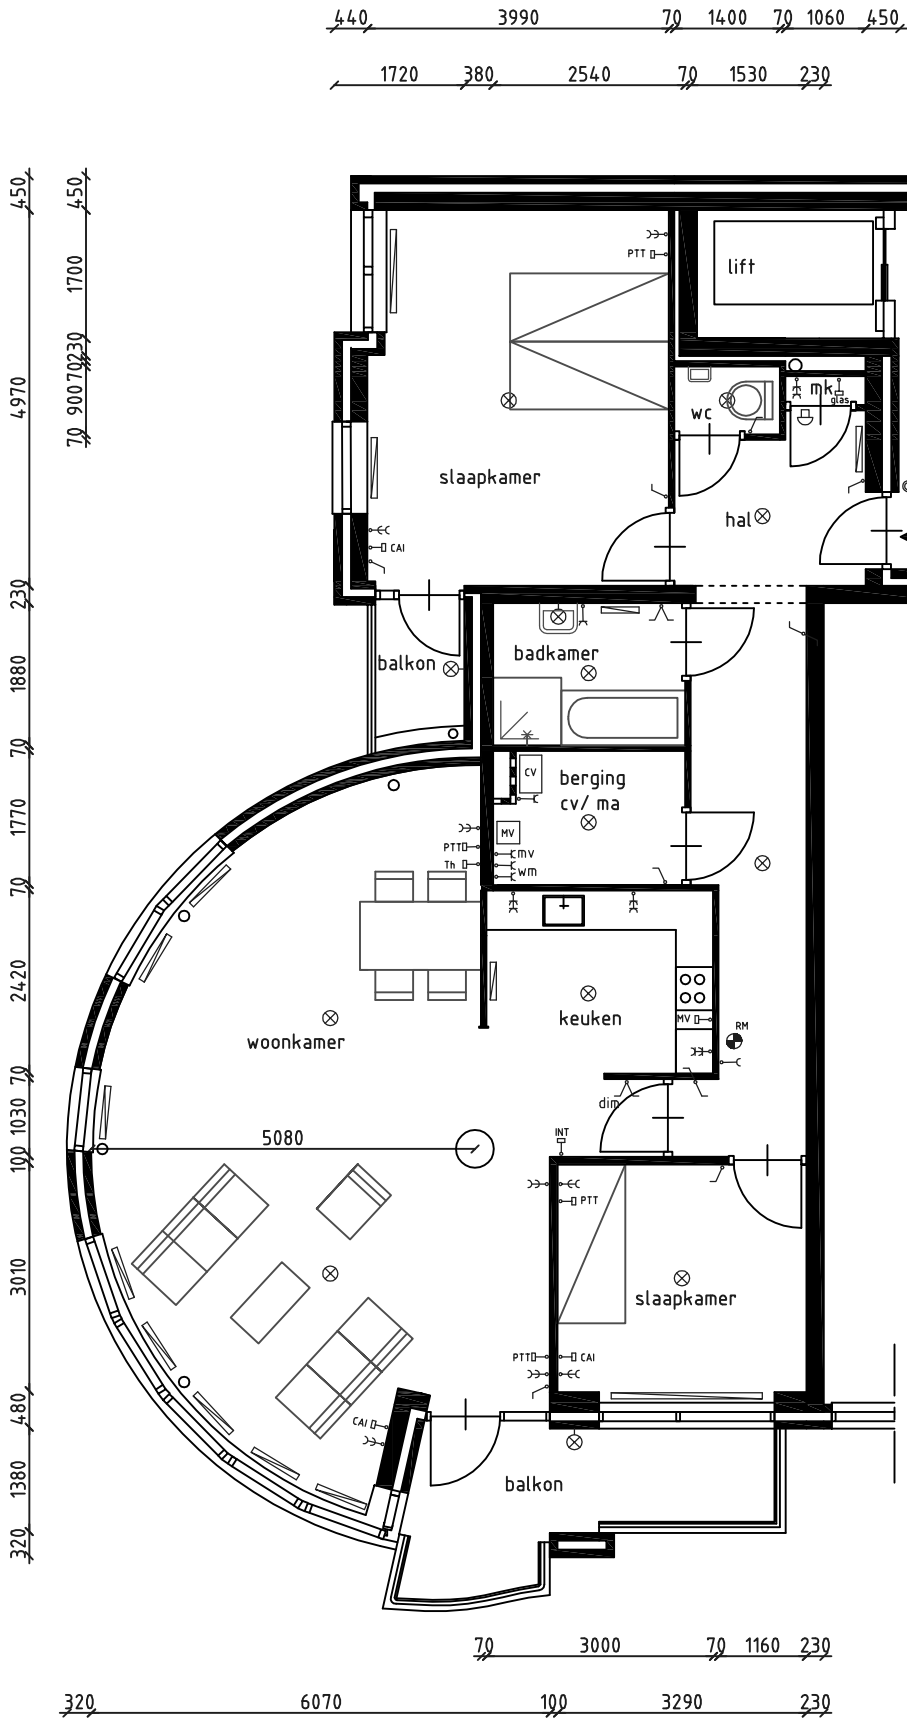 440 3990 70 1400 70 1060 450
1720 380 2540 70 1530 230
450 1700 230 70 900 70
450 4970 230 1880 70 1770 70 2420 70 1030 100 3010 480 1380 320
PTT
lift
wc
mk
glas
slaapkamer
hal
CAI
balkon
badkamer
CV
berging
cv/ ma
MV
PTT
mv
Th
wm
keuken
woonkamer
MV
RM
dim
INT
5080
PTT
slaapkamer
PTT
CAI
CAI
balkon
70 3000 70 1160 230
320 6070 100 3290 230